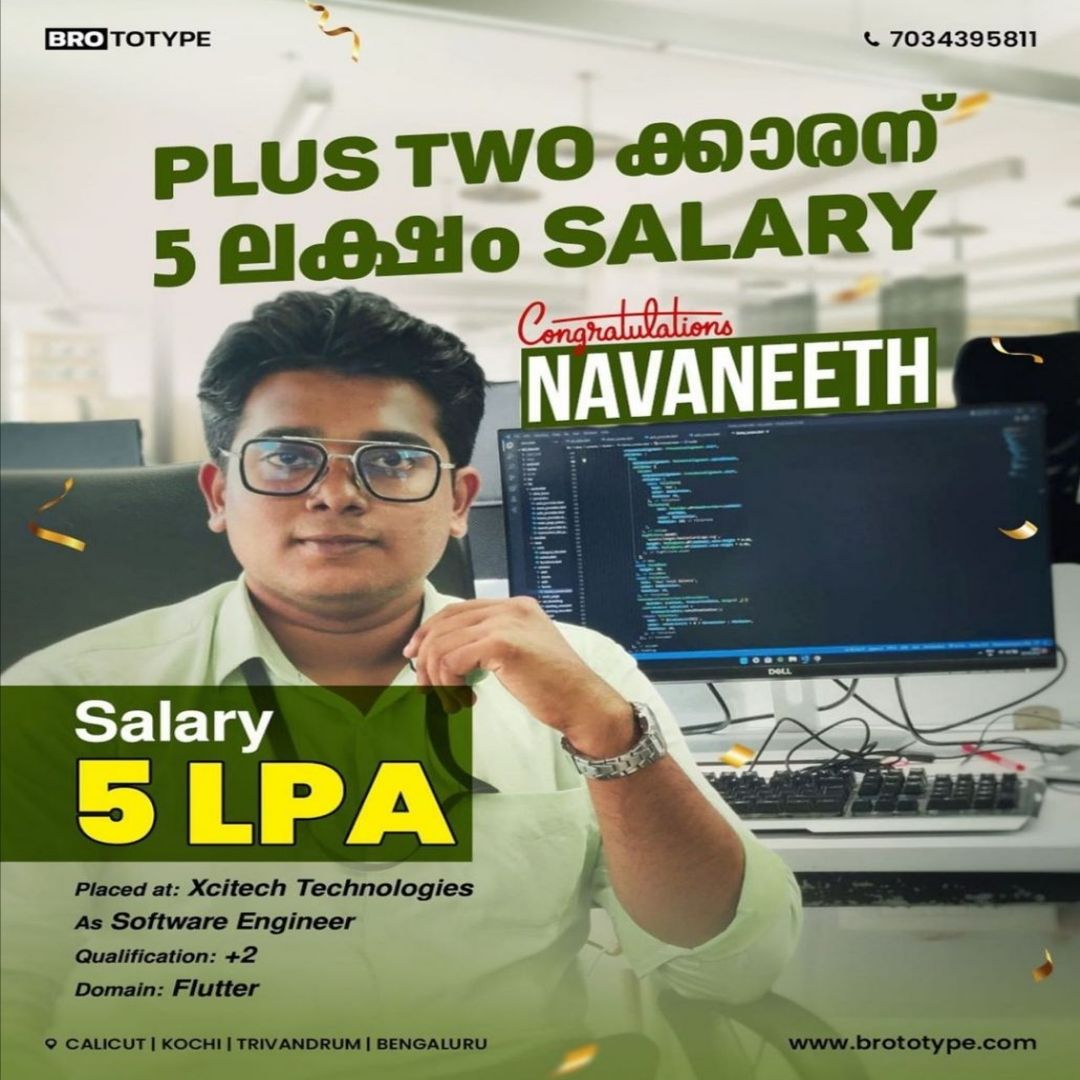 BROTOTYPE
7034395811
PLUS TWO ക്കാരന്
5 ലക്ഷം SALARY
Congratulations
NAVANEETH
DELL
Salary
5 LPA
Placed at: Xcitech Technologies
As Software Engineer
Qualification: +2
Domain: Flutter
CALICUT | KOCHI | TRIVANDRUM | BENGALURU
www.brototype.com